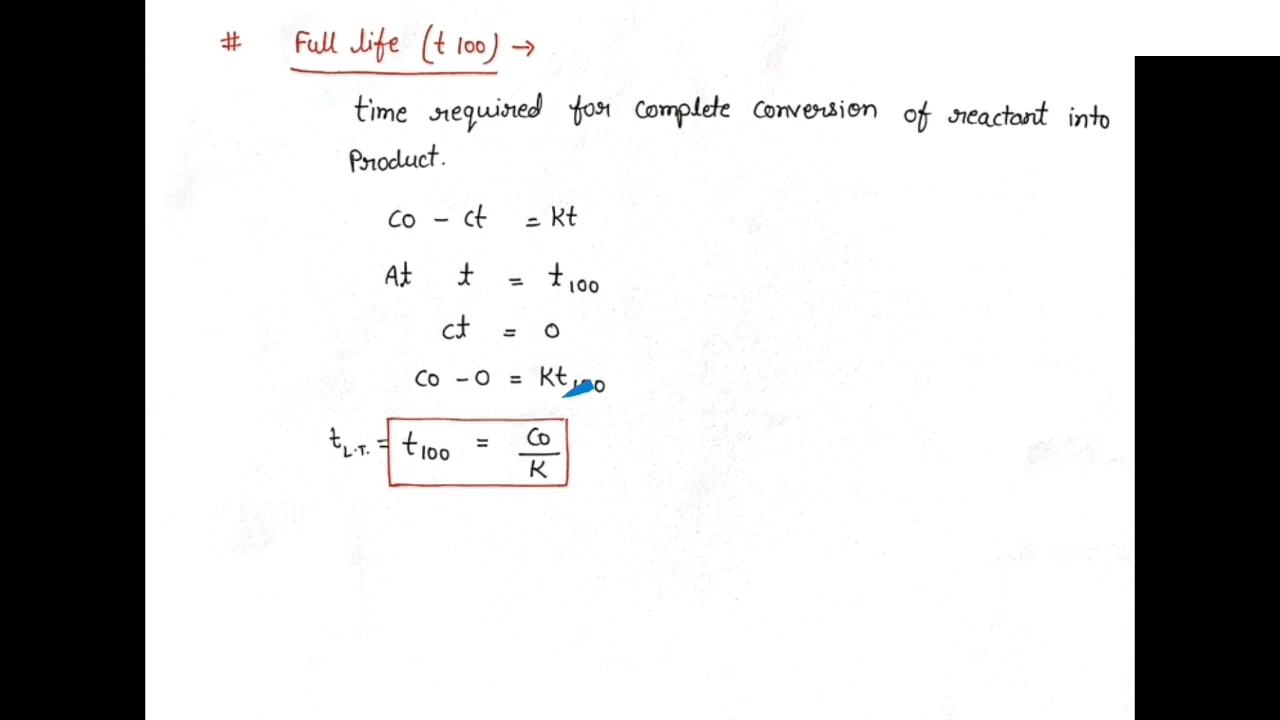 # Full life (t 100) →
time required for complete conversion of reactant into
Product.
Co - Ct = Kt
At t = t100
Ct = 0
Co - 0 = Kt100
tL.T. = t100 = Co/K